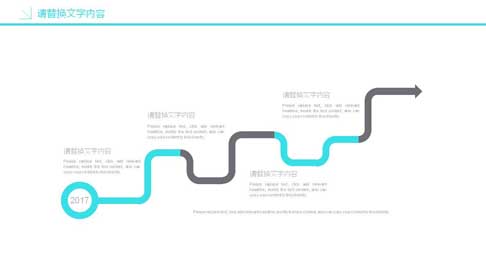 请替换文字内容
请替换文字内容
Please replace text, click add relevant
headline, modify the text content, also can
copy your content to this directly.
请替换文字内容
Please replace text, click add relevant
headline, modify the text content, also can
copy your content to this directly.
请替换文字内容
Please replace text, click add relevant
headline, modify the text content, also can
copy your content to this directly.
请替换文字内容
Please replace text, click add relevant
headline, modify the text content, also can
copy your content to this directly.
2017
Please replace text, click add relevant headline, modify the text content, also can copy your content to this directly.